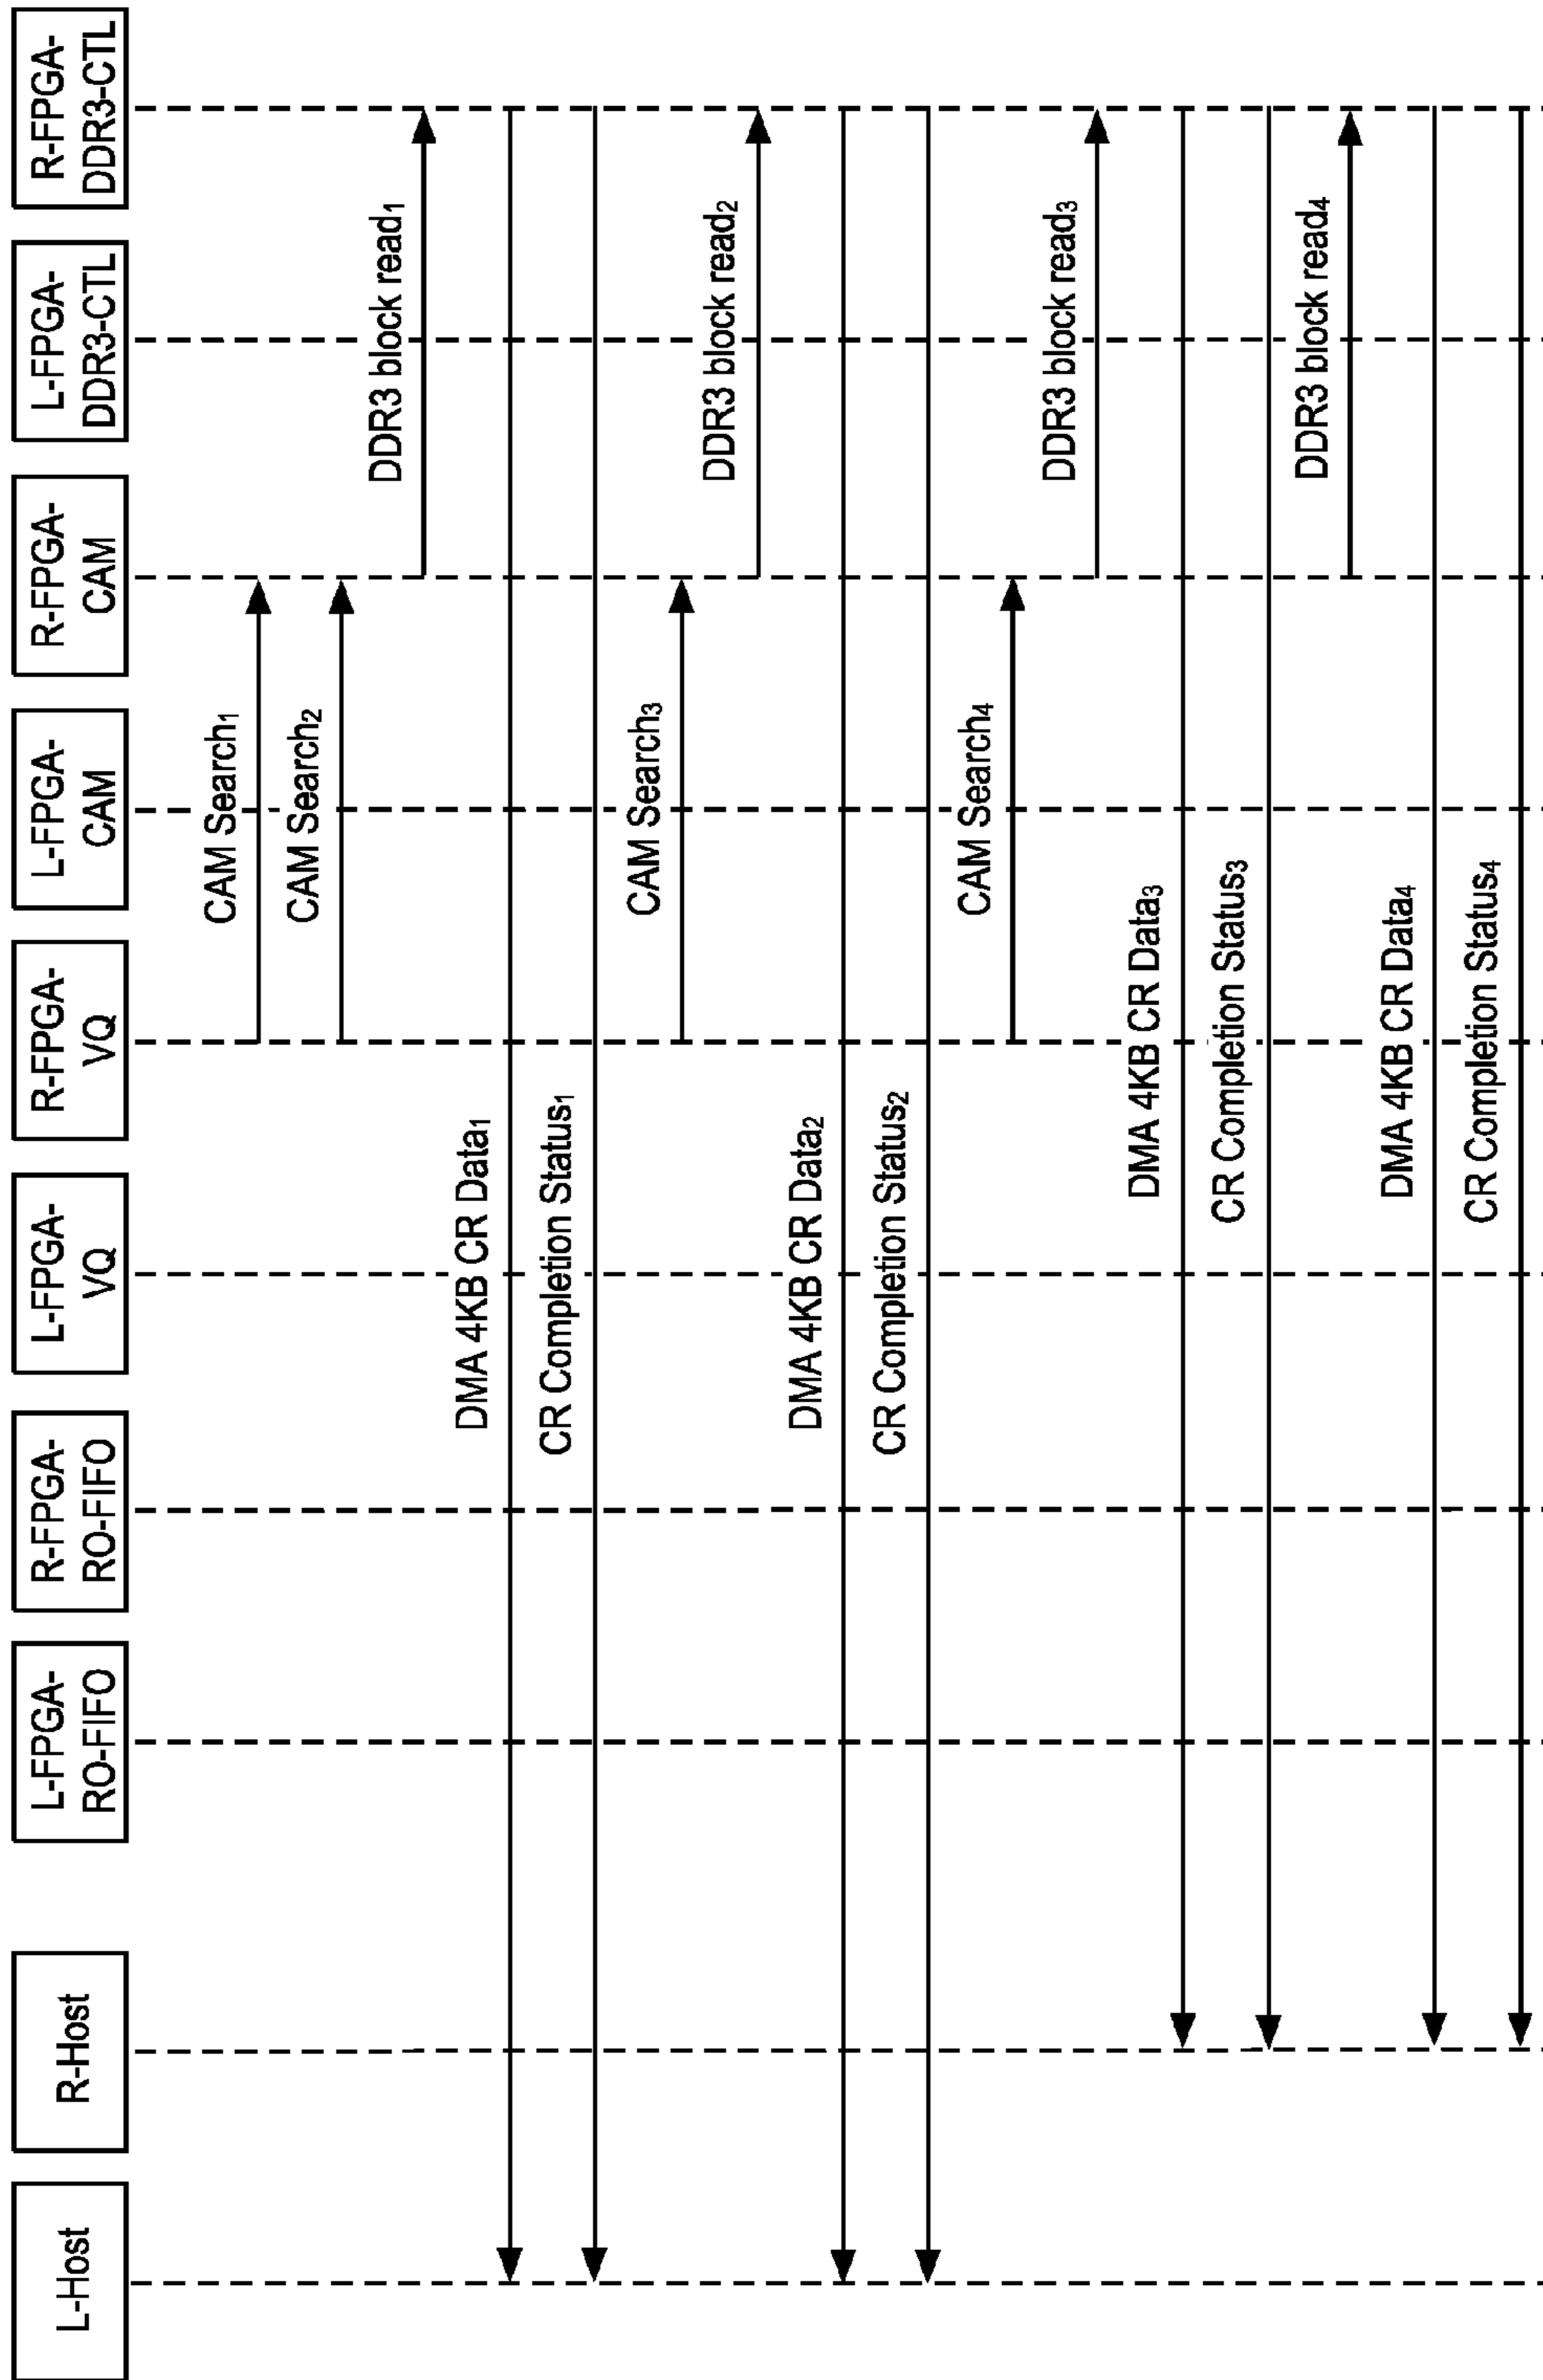 L-Host
R-Host
L-FPGA-
RO-FIFO
R-FPGA-
RO-FIFO
L-FPGA-
VQ
R-FPGA-
VQ
L-FPGA-
CAM
R-FPGA-
CAM
L-FPGA-
DDR3-CTL
R-FPGA-
DDR3-CTL
CAM Search₁
CAM Search₂
DDR3 block read₁
DMA 4KB CR Data₁
CR Completion Status₁
CAM Search₃
DDR3 block read₂
DMA 4KB CR Data₂
CR Completion Status₂
CAM Search₄
DDR3 block read₃
DMA 4KB CR Data₃
CR Completion Status₃
DDR3 block read₄
DMA 4KB CR Data₄
CR Completion Status₄